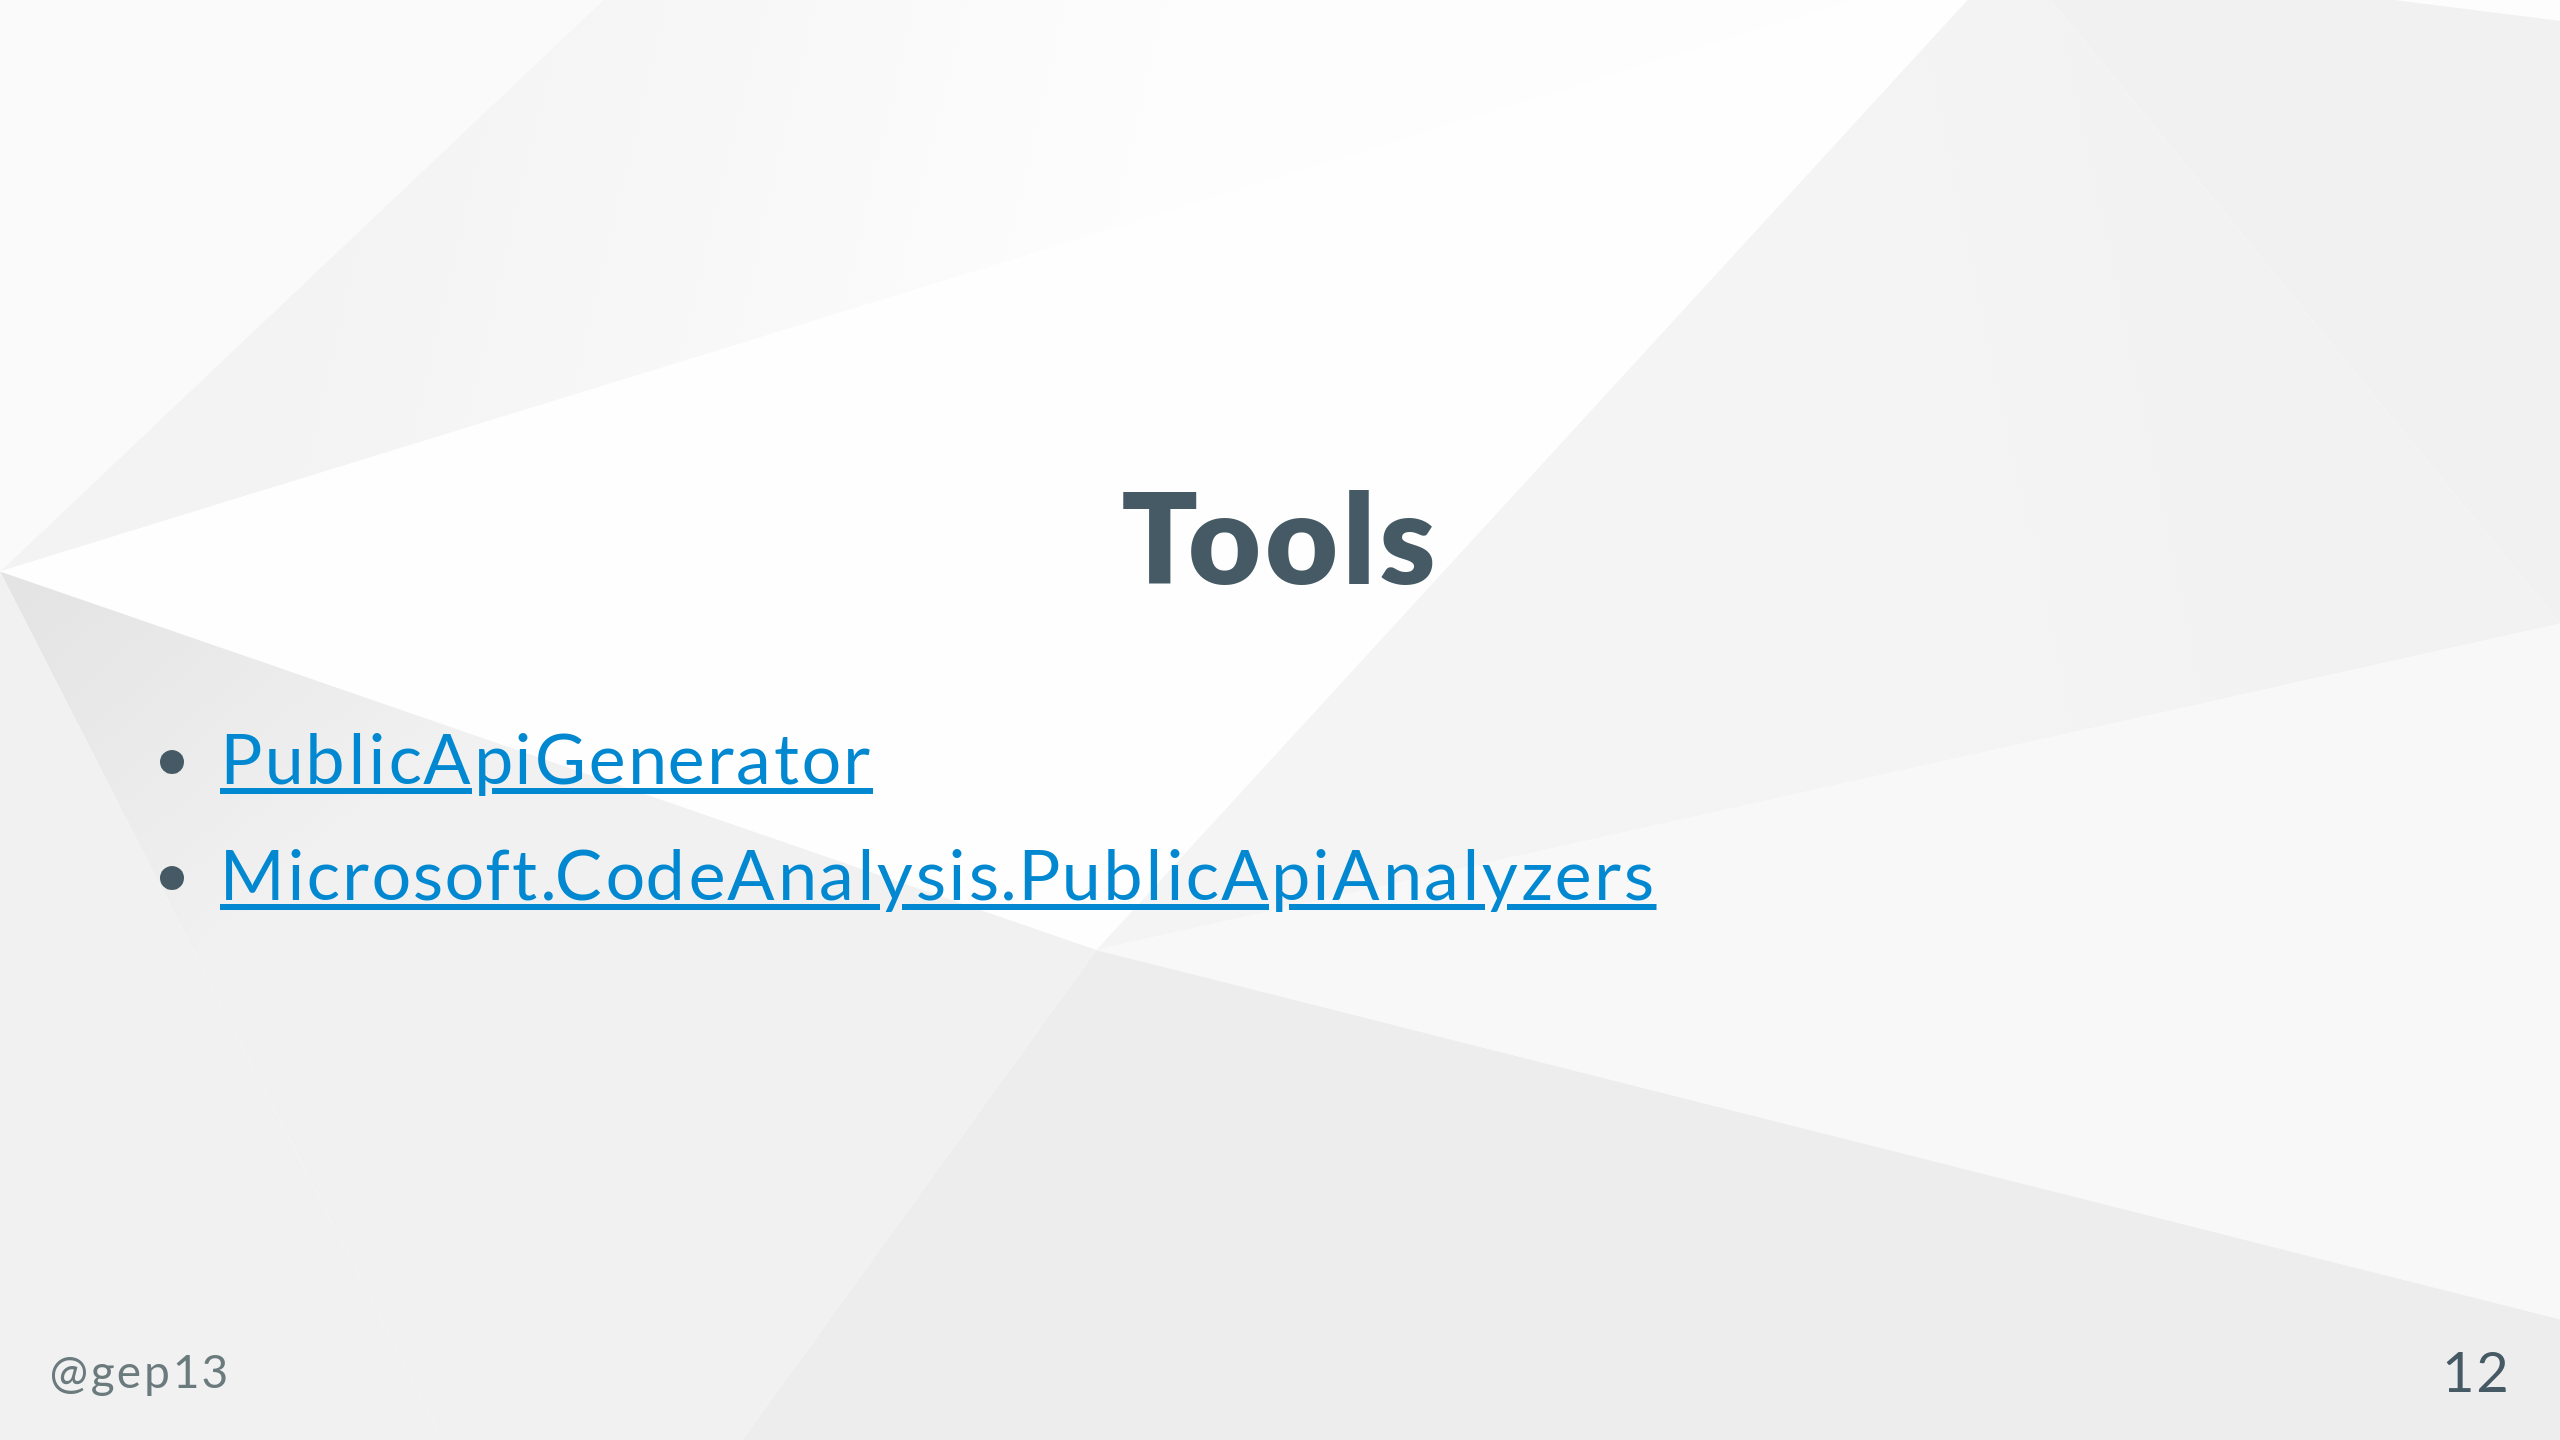 Tools
PublicApiGenerator
Microsoft.CodeAnalysis.PublicApiAnalyzers
@gep13
12